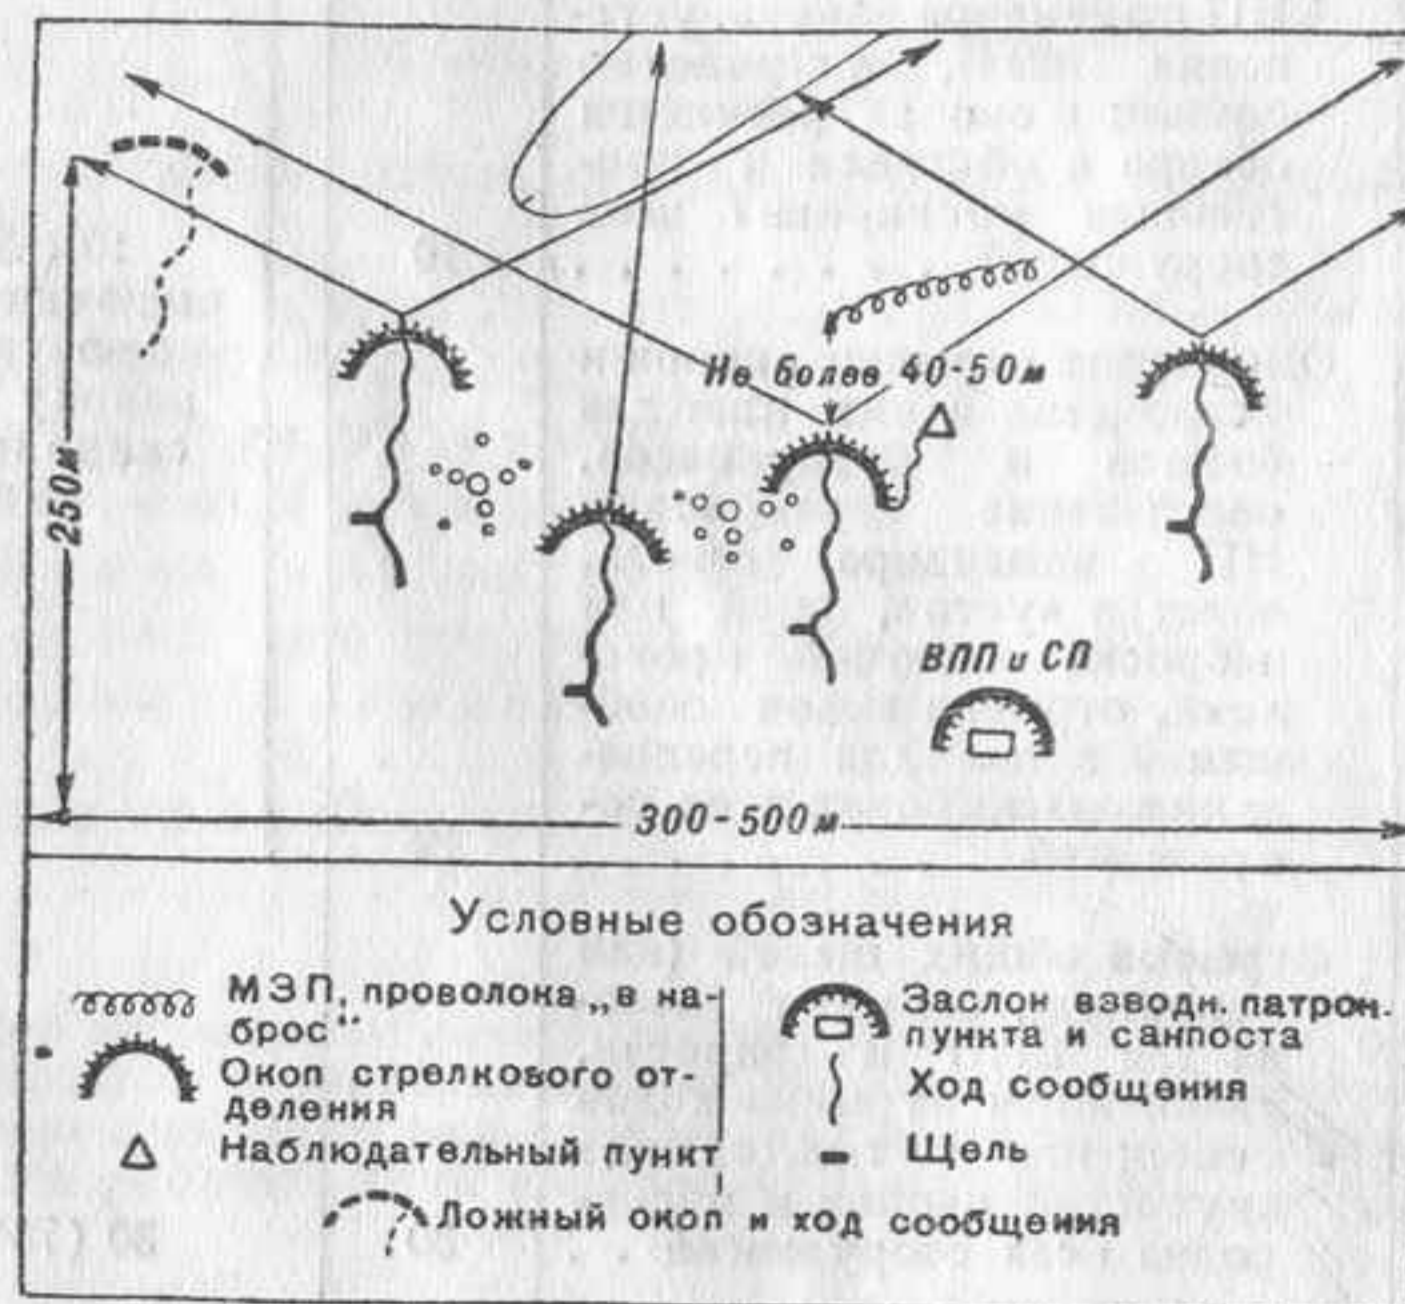 Не более 40-50м
250м
ВПП и СП
300-500м
Условные обозначения
МЗП, проволока „в на-
брос“
Окоп стрелкового от-
деления
Наблюдательный пункт
Заслон взводн. патрон.
пункта и санпоста
Ход сообщения
Щель
Ложный окоп и ход сообщения
80